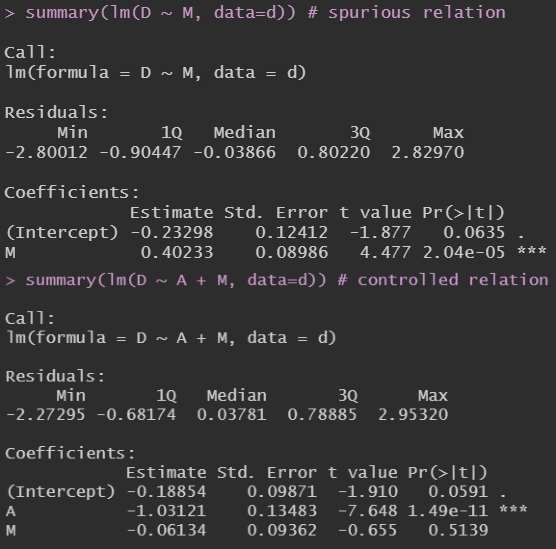 > summary(lm(D ~ M, data=d)) # spurious relation
Call:
lm(formula = D ~ M, data = d)
Residuals:
Min 1Q Median 3Q Max
-2.80012 -0.90447 -0.03866 0.80220 2.82970
Coefficients:
Estimate Std. Error t value Pr(>|t|)
(Intercept) -0.23298 0.12412 -1.877 0.0635 .
M 0.40233 0.08986 4.477 2.04e-05 ***
> summary(lm(D ~ A + M, data=d)) # controlled relation
Call:
lm(formula = D ~ A + M, data = d)
Residuals:
Min 1Q Median 3Q Max
-2.27295 -0.68174 0.03781 0.78885 2.95320
Coefficients:
Estimate Std. Error t value Pr(>|t|)
(Intercept) -0.18854 0.09871 -1.910 0.0591 .
A -1.03121 0.13483 -7.648 1.49e-11 ***
M -0.06134 0.09362 -0.655 0.5139